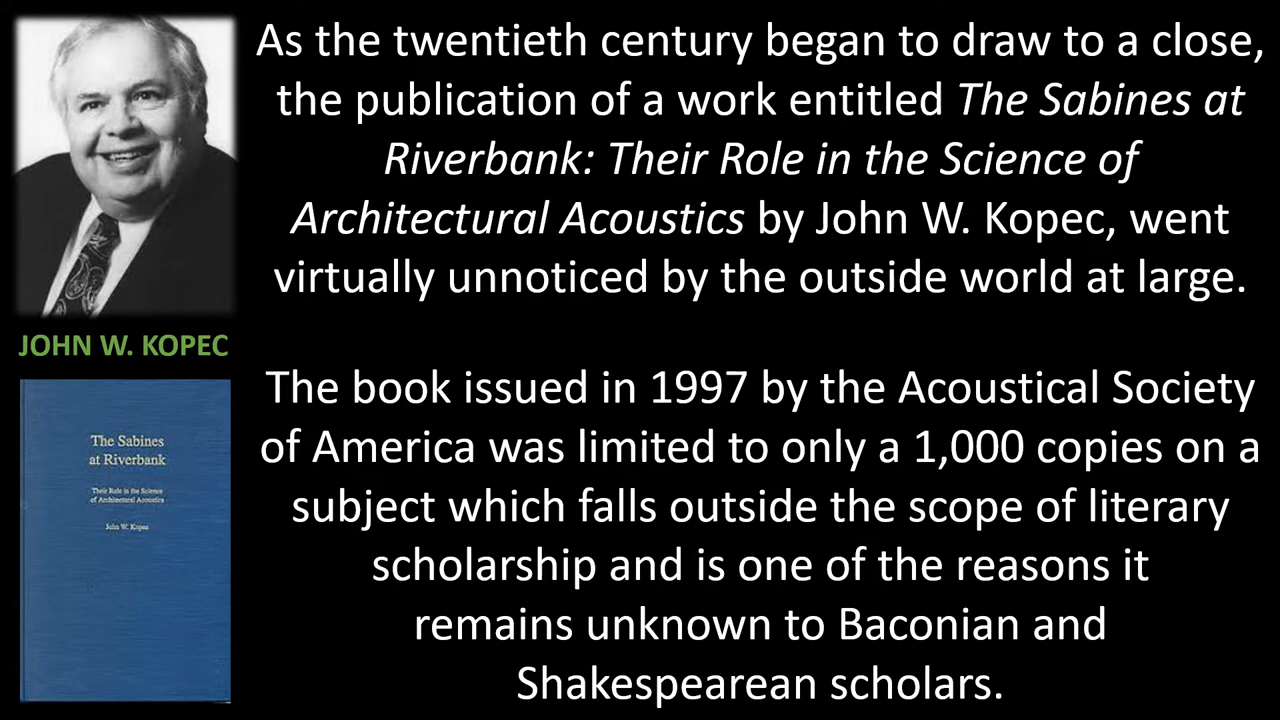 As the twentieth century began to draw to a close,
the publication of a work entitled The Sabines at
Riverbank: Their Role in the Science of
Architectural Acoustics by John W. Kopec, went
virtually unnoticed by the outside world at large.
JOHN W. KOPEC
The Sabines
at Riverbank
Their Role in the Science
of Architectural Acoustics
John W. Kopec
The book issued in 1997 by the Acoustical Society
of America was limited to only a 1,000 copies on a
subject which falls outside the scope of literary
scholarship and is one of the reasons it
remains unknown to Baconian and
Shakespearean scholars.